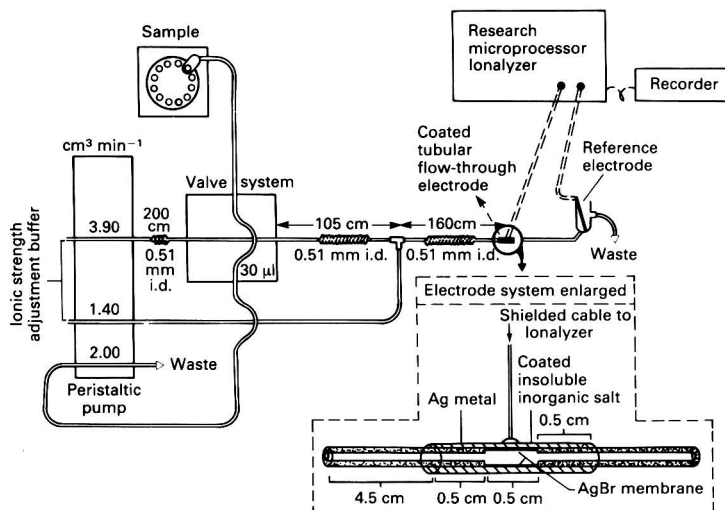 Sample
Research
microprocessor
Ionalyzer
Recorder
Coated
tubular
flow-through
electrode
Reference
electrode
cm³ min⁻¹
Valve system
200
cm
105 cm
160cm
3.90
0.51
mm
i.d.
0.51 mm i.d.
0.51 mm i.d.
30 µl
Waste
Ionic strength
adjustment buffer
1.40
2.00
Waste
Peristaltic
pump
Electrode system enlarged
Shielded cable to
Ionalyzer
Coated
insoluble
inorganic salt
Ag metal
0.5 cm
4.5 cm
0.5 cm
0.5 cm
AgBr membrane